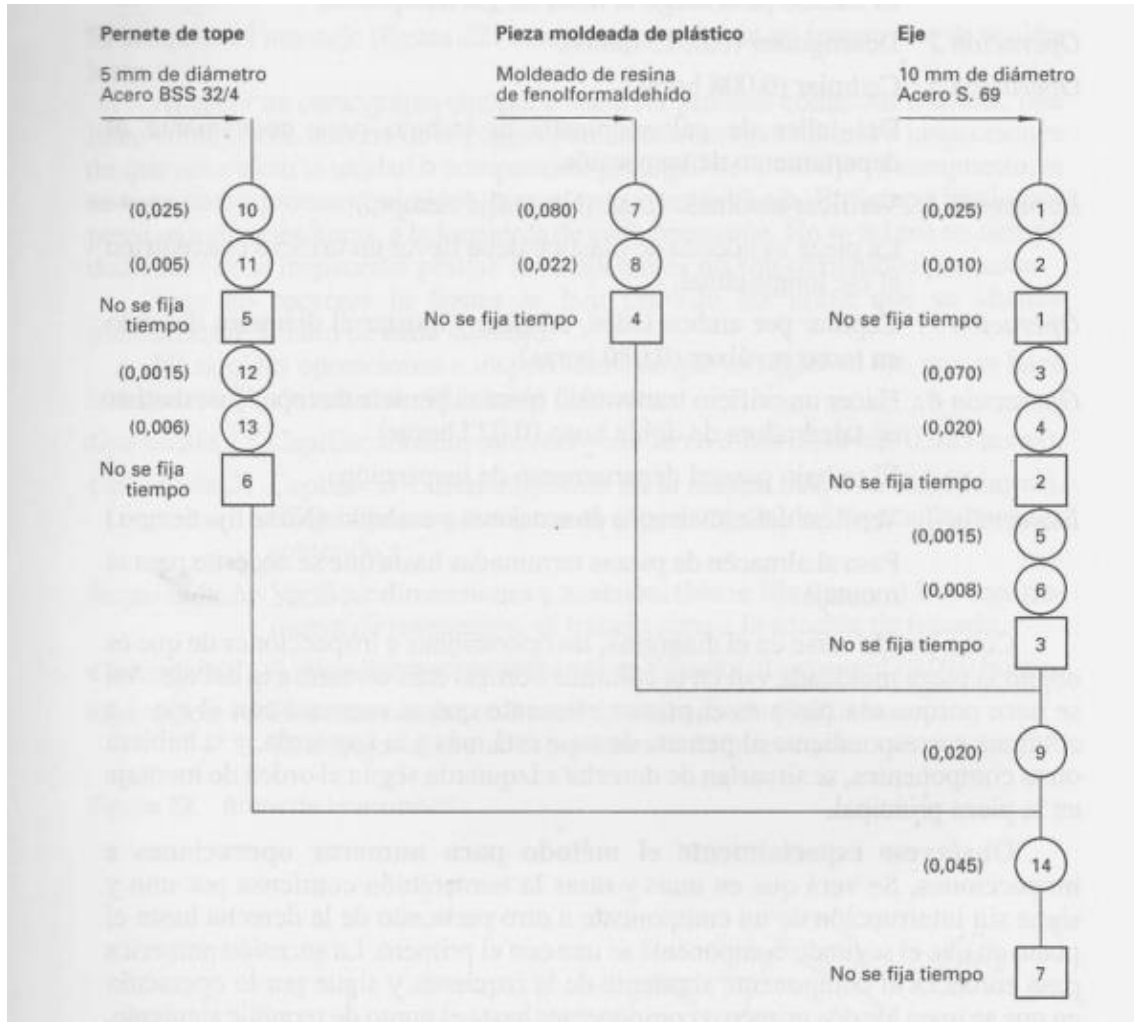 Pernete de tope
5 mm de diámetro
Acero BSS 32/4
(0,025) 10
(0,005) 11
No se fija
tiempo 5
(0,0015) 12
(0,006) 13
No se fija
tiempo 6
Pieza moldeada de plástico
Moldeado de resina
de fenolformaldehído
(0,080) 7
(0,022) 8
No se fija tiempo 4
Eje
10 mm de diámetro
Acero S. 69
(0,025) 1
(0,010) 2
No se fija tiempo 1
(0,070) 3
(0,020) 4
No se fija tiempo 2
(0,0015) 5
(0,008) 6
No se fija tiempo 3
(0,020) 9
(0,045) 14
No se fija tiempo 7